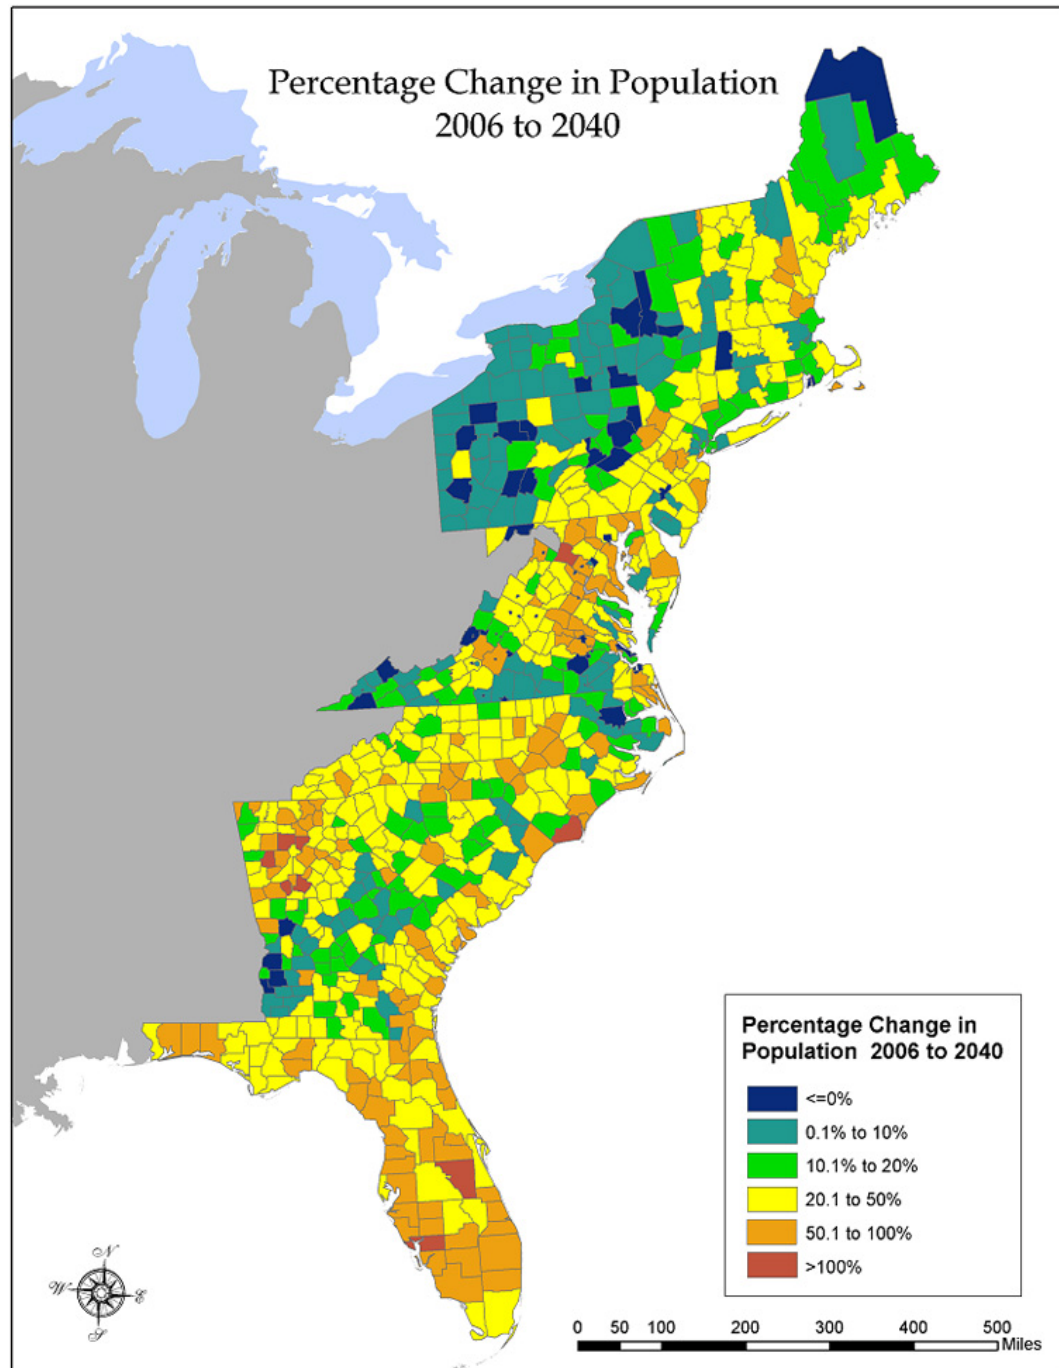 Percentage Change in Population
2006 to 2040
Percentage Change in
Population 2006 to 2040
<=0%
0.1% to 10%
10.1% to 20%
20.1 to 50%
50.1 to 100%
>100%
N
W E
S
0 50 100 200 300 400 500
Miles